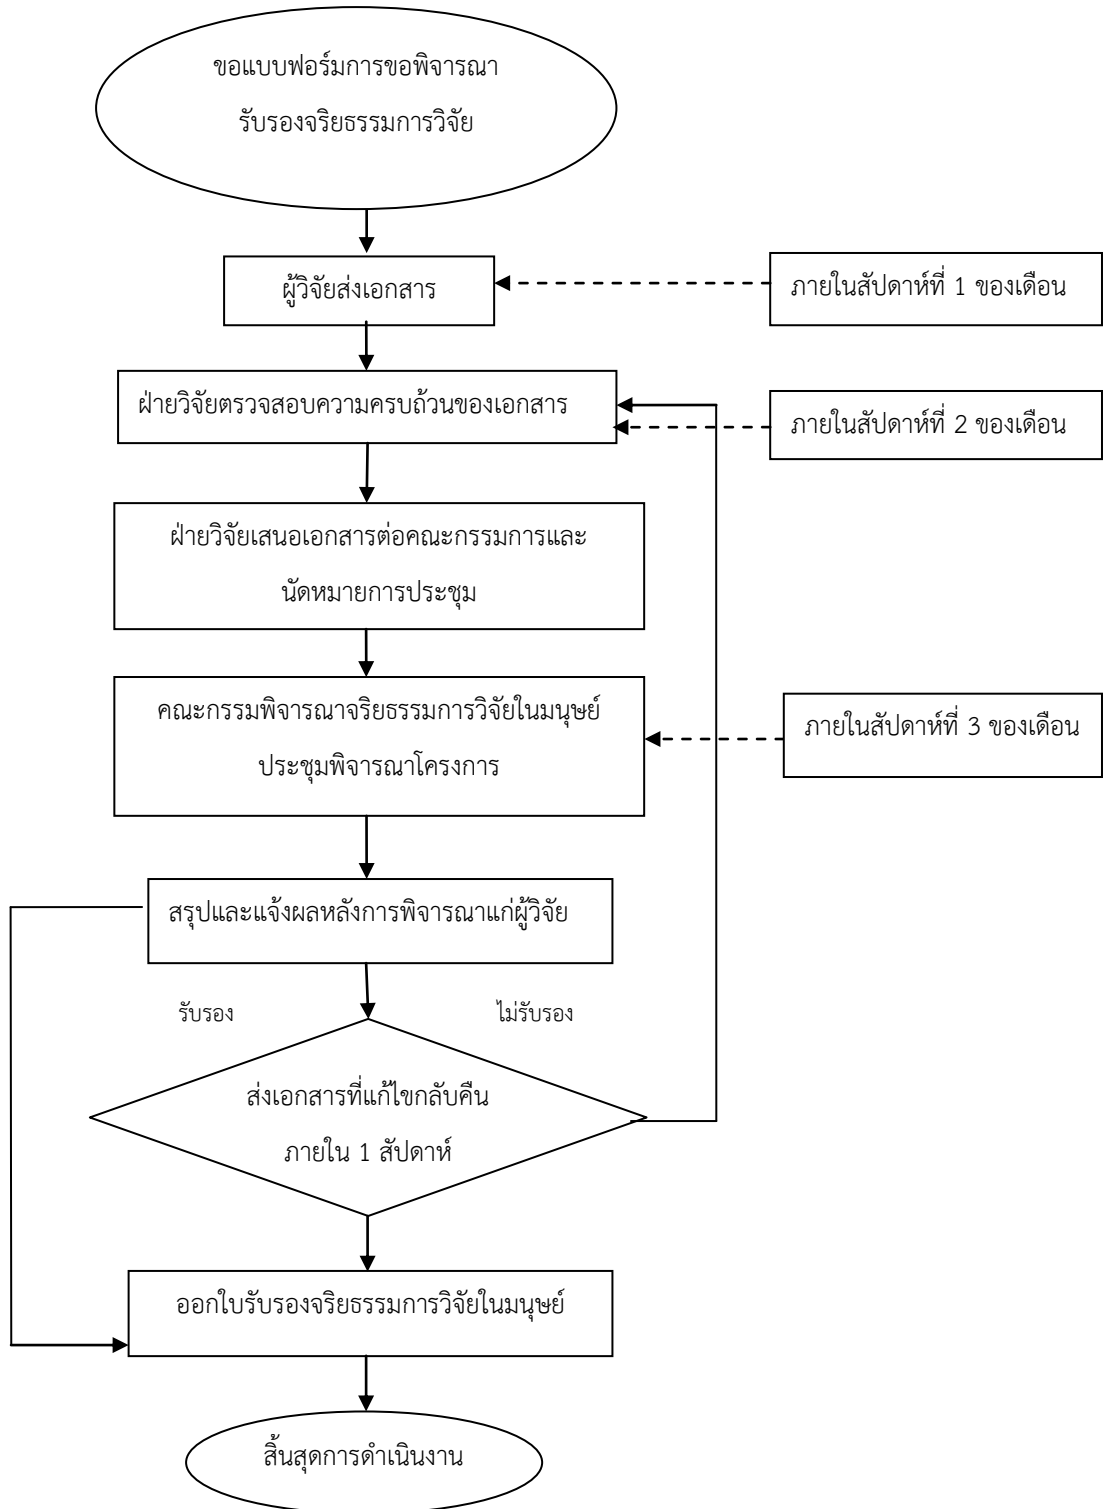 ขอแบบฟอร์มการขอพิจารณา
รับรองจริยธรรมการวิจัย
ผู้วิจัยส่งเอกสาร
ภายในสัปดาห์ที่ 1 ของเดือน
ฝ่ายวิจัยตรวจสอบความครบถ้วนของเอกสาร
ภายในสัปดาห์ที่ 2 ของเดือน
ฝ่ายวิจัยเสนอเอกสารต่อคณะกรรมการและ
นัดหมายการประชุม
คณะกรรมพิจารณาจริยธรรมการวิจัยในมนุษย์
ประชุมพิจารณาโครงการ
ภายในสัปดาห์ที่ 3 ของเดือน
สรุปและแจ้งผลหลังการพิจารณาแก่ผู้วิจัย
รับรอง
ไม่รับรอง
ส่งเอกสารที่แก้ไขกลับคืน
ภายใน 1 สัปดาห์
ออกใบรับรองจริยธรรมการวิจัยในมนุษย์
สิ้นสุดการดำเนินงาน